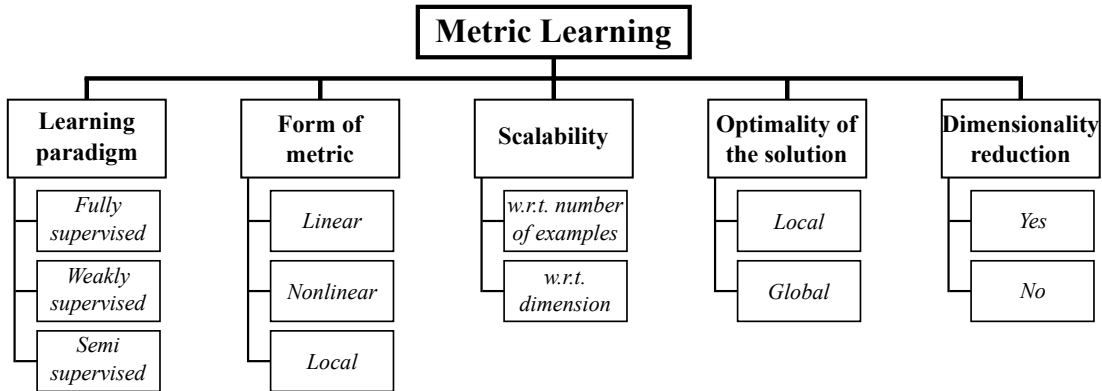 Metric Learning
Learning
paradigm
Fully
supervised
Weakly
supervised
Semi
supervised
Form of
metric
Linear
Nonlinear
Local
Scalability
w.r.t. number
of examples
w.r.t.
dimension
Optimality of
the solution
Local
Global
Dimensionality
reduction
Yes
No